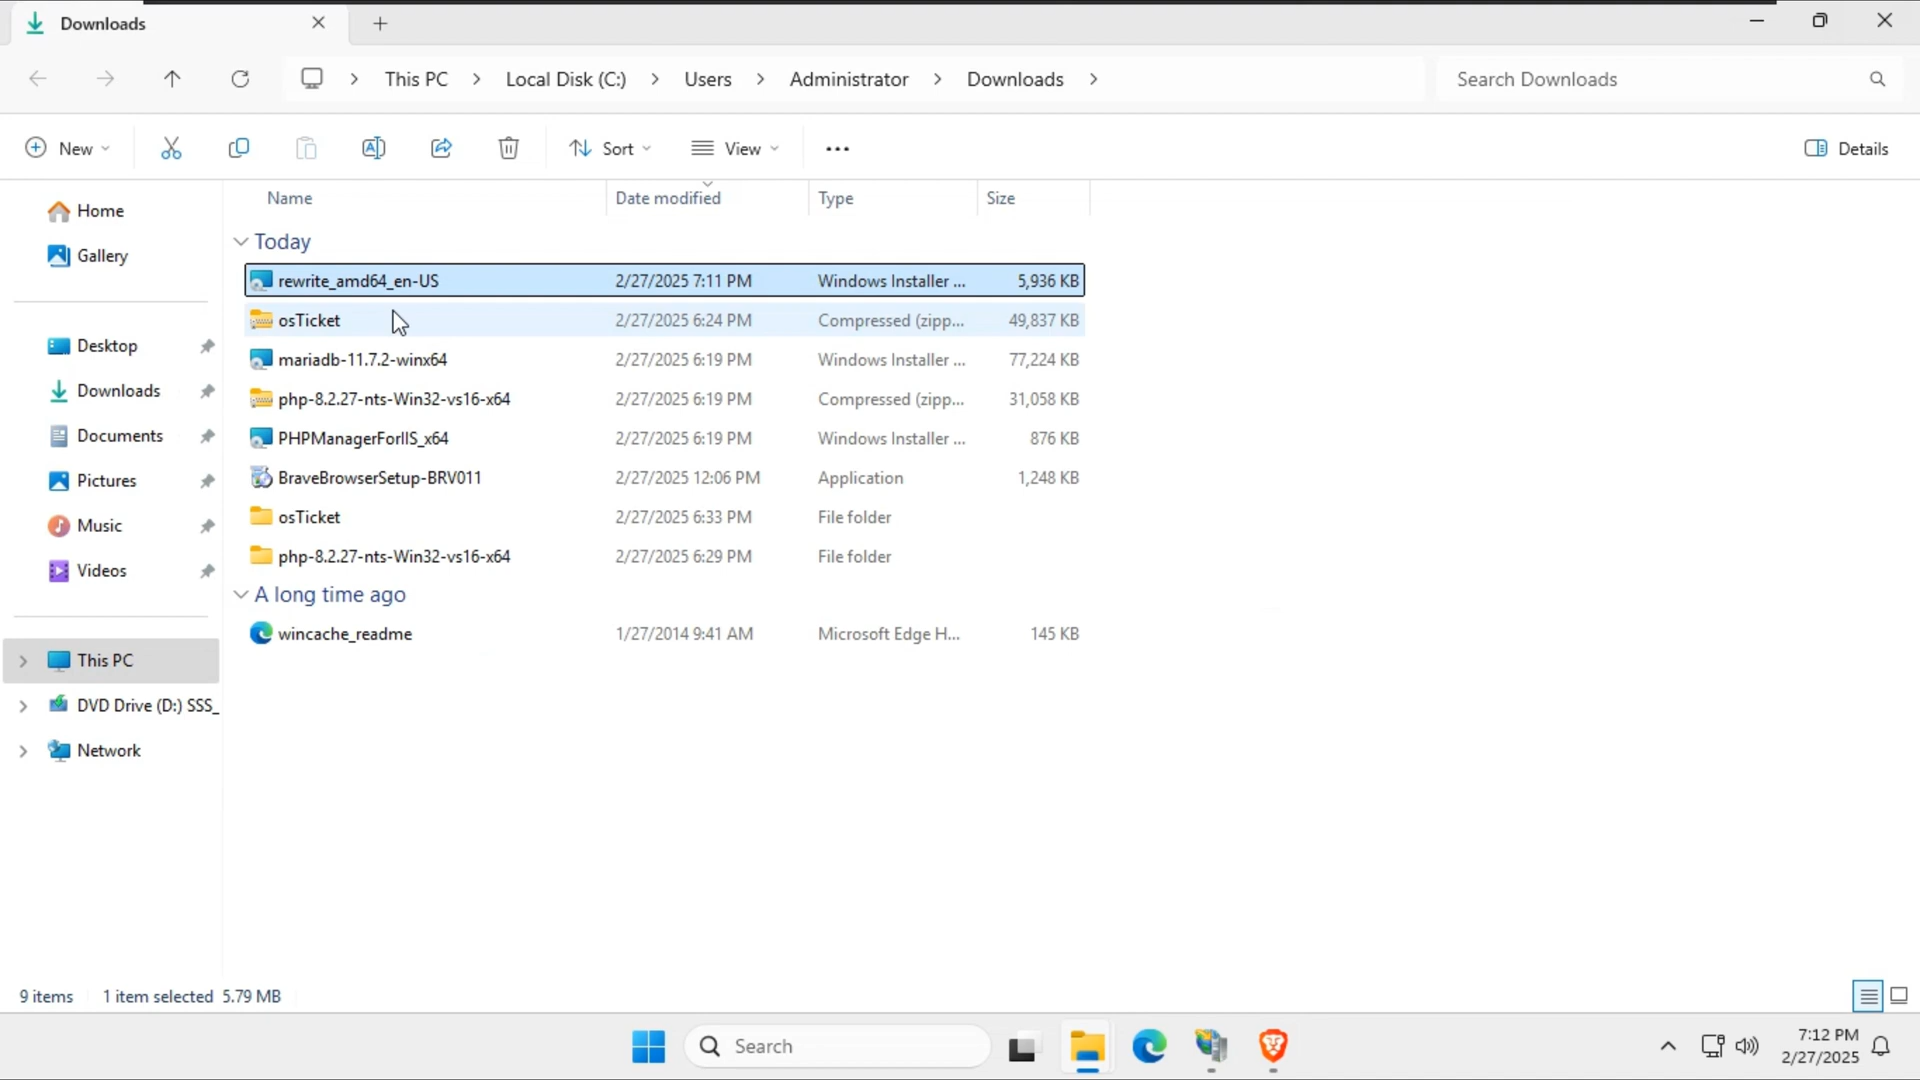 Downloads
This PC > Local Disk (C:) > Users > Administrator > Downloads >
Search Downloads
New
Sort
View
Details
Name
Date modified
Type
Size
Home
Gallery
Desktop
Downloads
Documents
Pictures
Music
Videos
This PC
DVD Drive (D:) SSS_
Network
Today
rewrite_amd64_en-US 2/27/2025 7:11 PM Windows Installer ... 5,936 KB
osTicket 2/27/2025 6:24 PM Compressed (zipp... 49,837 KB
mariadb-11.7.2-winx64 2/27/2025 6:19 PM Windows Installer ... 77,224 KB
php-8.2.27-nts-Win32-vs16-x64 2/27/2025 6:19 PM Compressed (zipp... 31,058 KB
PHPManagerForIIS_x64 2/27/2025 6:19 PM Windows Installer ... 876 KB
BraveBrowserSetup-BRV011 2/27/2025 12:06 PM Application 1,248 KB
osTicket 2/27/2025 6:33 PM File folder
php-8.2.27-nts-Win32-vs16-x64 2/27/2025 6:29 PM File folder
A long time ago
wincache_readme 1/27/2014 9:41 AM Microsoft Edge H... 145 KB
9 items
1 item selected 5.79 MB
Search
7:12 PM
2/27/2025